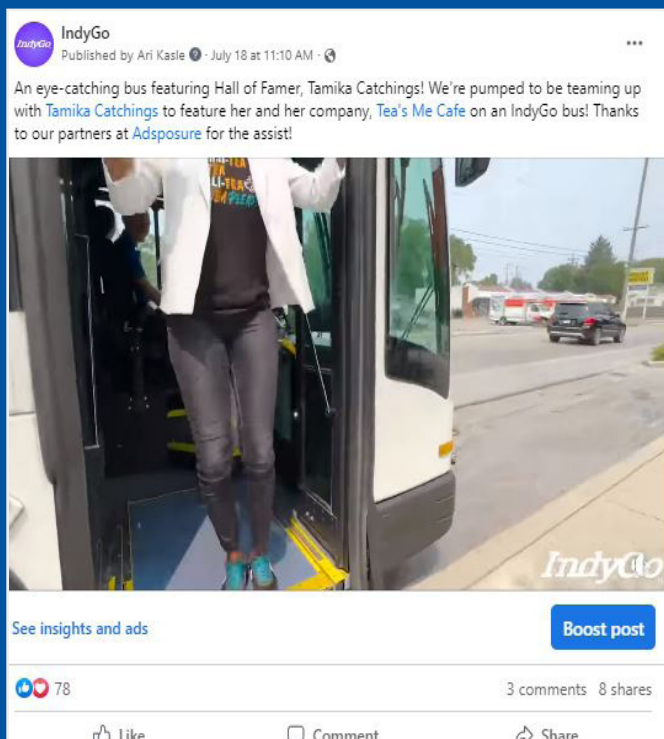 IndyGo
IndyGo
Published by Ari Kasle · July 18 at 11:10 AM ·
An eye-catching bus featuring Hall of Famer, Tamika Catchings! We're pumped to be teaming up
with Tamika Catchings to feature her and her company, Tea's Me Cafe on an IndyGo bus! Thanks
to our partners at Adsposure for the assist!
IndyGo
See insights and ads
Boost post
78
3 comments 8 shares
Like
Comment
Share